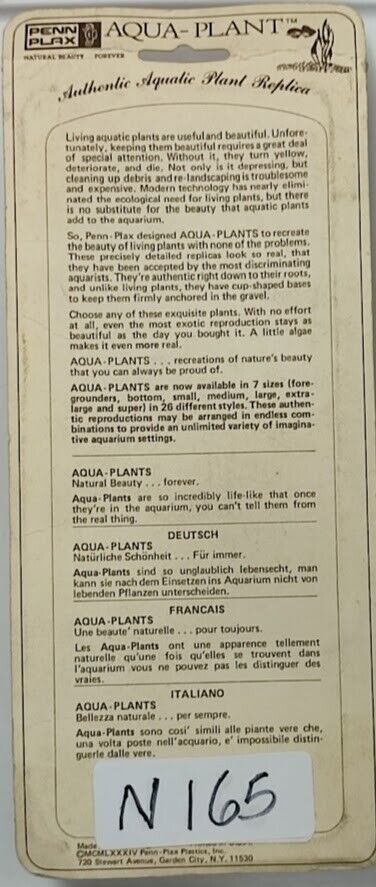 PENN PLAX AQUA-PLANT™
NATURAL BEAUTY FOREVER
Authentic Aquatic Plant Replica
Living aquatic plants are useful and beautiful. Unfore-
tunately, keeping them beautiful requires a great deal
of special attention. Without it, they turn yellow,
deteriorate, and die. Not only is it depressing, but
cleaning up debris and re-landscaping is troublesome
and expensive. Modern technology has nearly elimi-
nated the ecological need for living plants, but there
is no substitute for the beauty that aquatic plants
add to the aquarium.
So, Penn-Plax designed AQUA-PLANTS to recreate
the beauty of living plants with none of the problems.
These precisely detailed replicas look so real, that
they have been accepted by the most discriminating
aquarists. They're authentic right down to their roots,
and unlike living plants, they have cup-shaped bases
to keep them firmly anchored in the gravel.
Choose any of these exquisite plants. With no effort
at all, even the most exotic reproduction stays as
beautiful as the day you bought it. A little algae
makes it even more real.
AQUA-PLANTS . . . recreations of nature's beauty
that you can always be proud of.
AQUA-PLANTS are now available in 7 sizes (fore-
grounders, bottom, small, medium, large, extra-
large and super) in 26 different styles. These authen-
tic reproductions may be arranged in endless com-
binations to provide an unlimited variety of imagina-
tive aquarium settings.
AQUA-PLANTS
Natural Beauty . . . forever.
Aqua-Plants are so incredibly life-like that once
they're in the aquarium, you can't tell them from
the real thing.
DEUTSCH
AQUA-PLANTS
Natürliche Schönheit . . . Für immer.
Aqua-Plants sind so unglaublich lebensecht, man
kann sie nach dem Einsetzen ins Aquarium nicht von
lebenden Pflanzen unterscheiden.
FRANCAIS
AQUA-PLANTS
Une beaute' naturelle . . . pour toujours.
Les Aqua-Plants ont une apparence tellement
naturelle qu'une fois qu'elles se trouvent dans
l'aquarium vous ne pouvez pas les distinguer des
vraies.
ITALIANO
AQUA-PLANTS
Bellezza naturale . . . per sempre.
Aqua-Plants sono cosi' simili alle piante vere che,
una volta poste nell'acquario, e' impossibile distin-
guerle dalle vere.
N165
Made
©MCMLXXXIV Penn-Plax Plastics, Inc.
720 Stewart Avenue, Garden City, N.Y. 11530